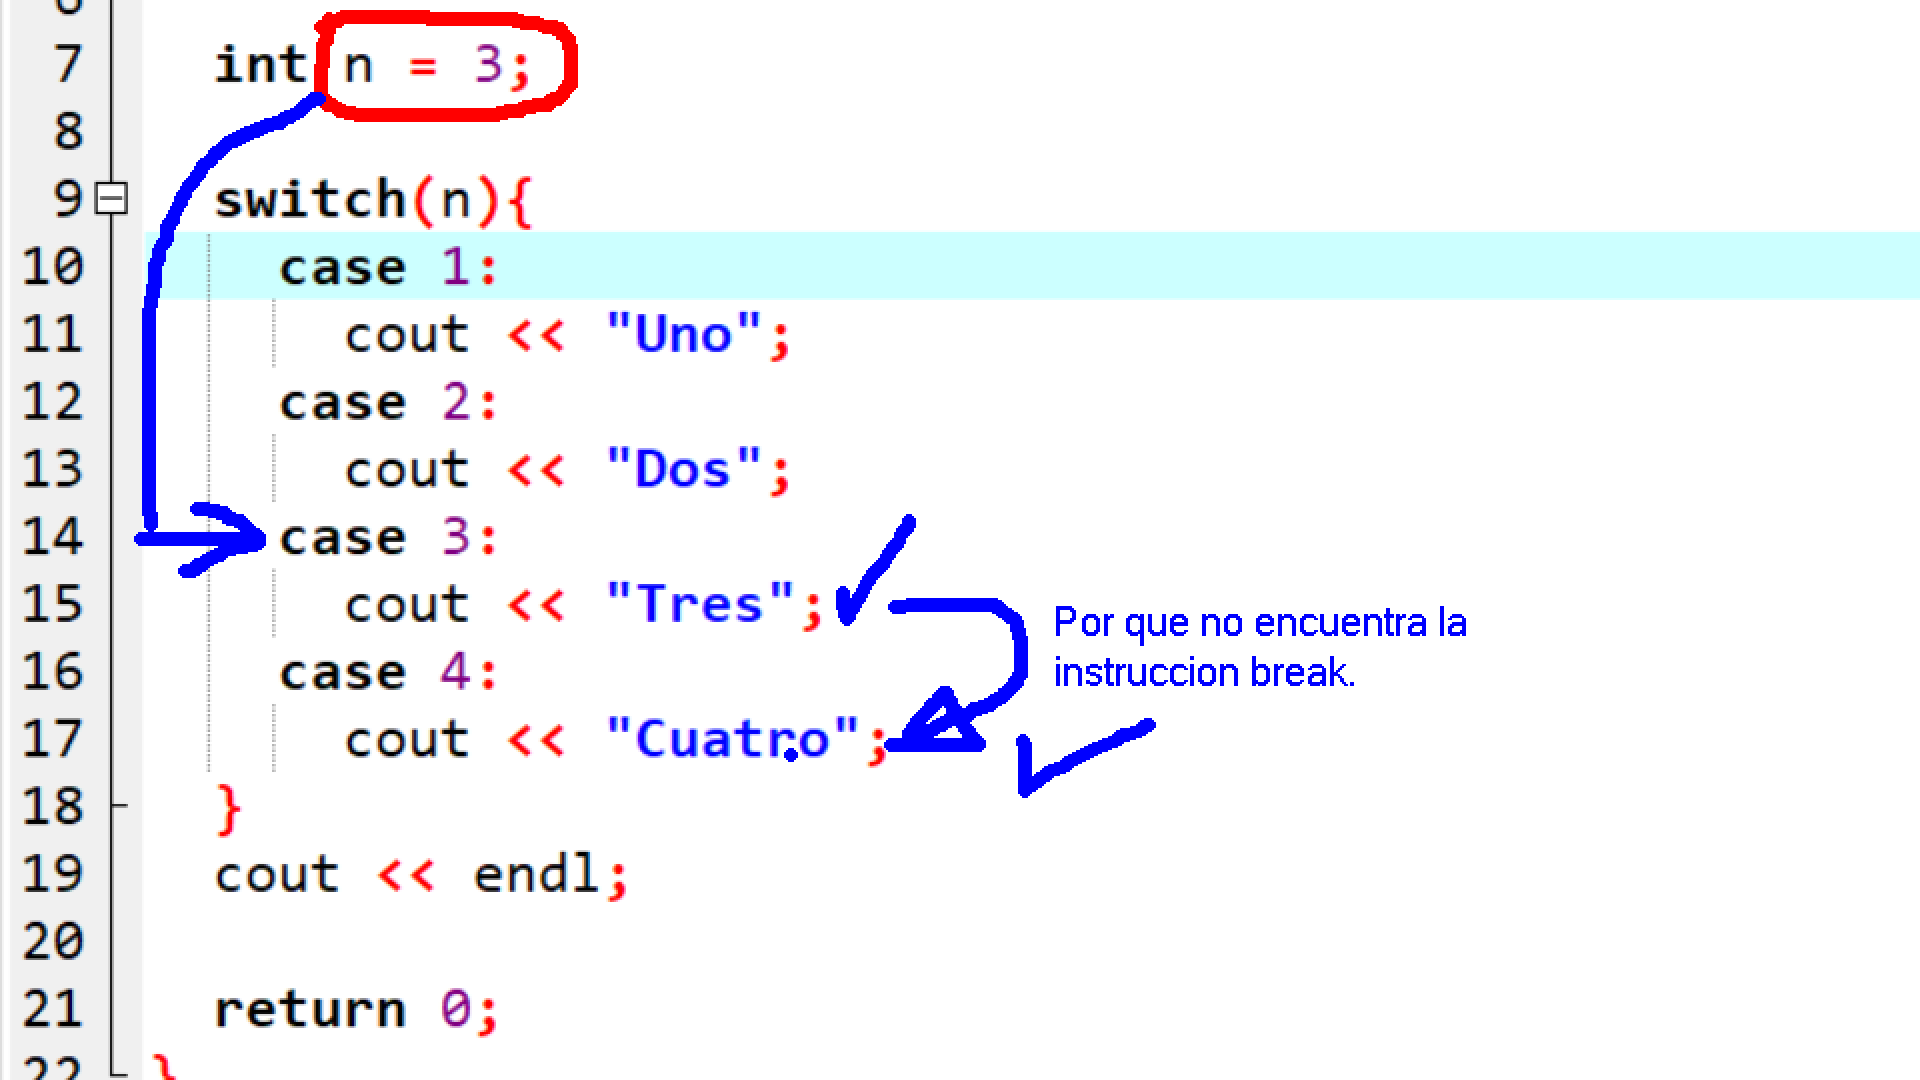 6
7 int n = 3;
8
9 switch(n){
10 case 1:
11 cout << "Uno";
12 case 2:
13 cout << "Dos";
14 case 3:
15 cout << "Tres";
Por que no encuentra la
instruccion break.
16 case 4:
17 cout << "Cuatro";
18 }
19 cout << endl;
20
21 return 0;
22 }